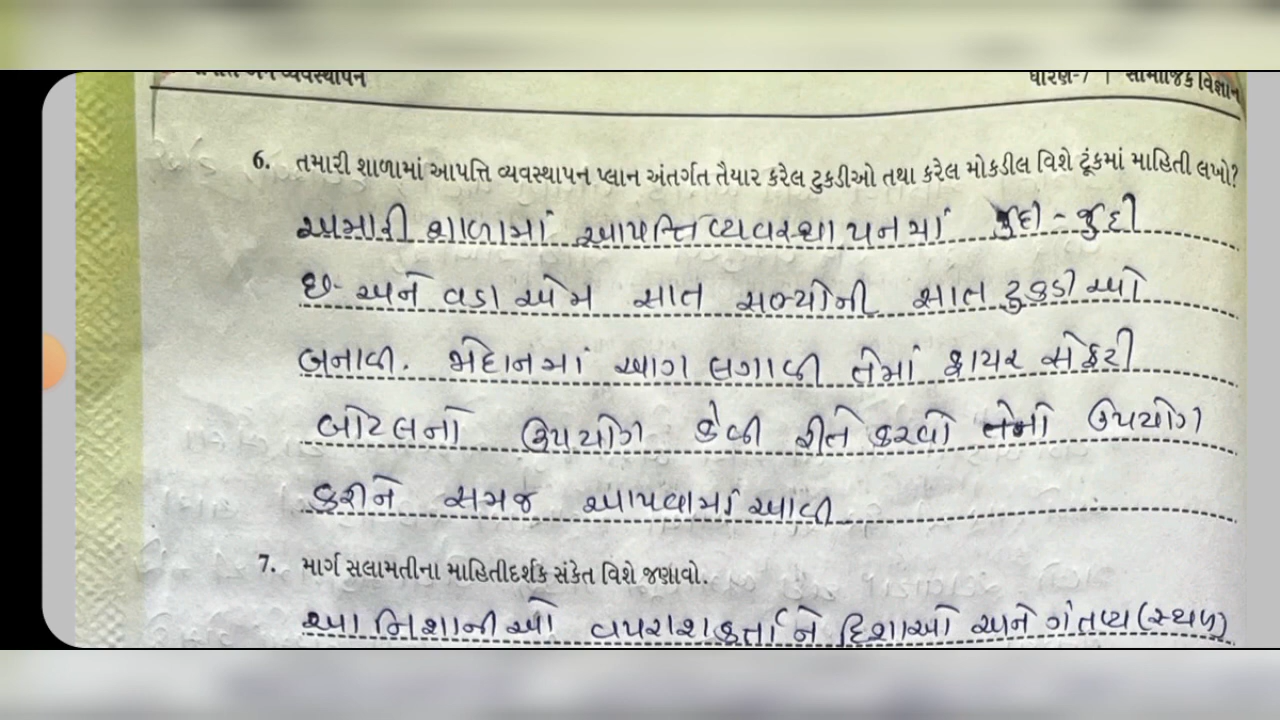 વ્યવસ્થાપન ધોરણ-7 | સામાજિક વિજ્ઞાન
6. તમારી શાળામાં આપત્તિ વ્યવસ્થાપન પ્લાન અંતર્ગત તૈયાર કરેલ ટુકડીઓ તથા કરેલ મોકડીલ વિશે ટૂંકમાં માહિતી લખો?
અમારી શાળામાં આપત્તિવ્યવસ્થાપનમાં જુદી-જુદી
છ અને વડા એમ સાત સભ્યોની સાત ટુકડીઓ
બનાવી. મેદાનમાં આગ લગાવી તેમાં ફાયર સેફટી
બોટલનો ઉપયોગ કેવી રીતે કરવો તેનો ઉપયોગ
કરીને સમજ આપવામાં આવી
7. માર્ગ સલામતીના માહિતીદર્શક સંકેત વિશે જણાવો.
આ નિશાનીઓ વપરાશકર્તાને દિશાઓ અને ગંતવ્ય (સ્થળ)